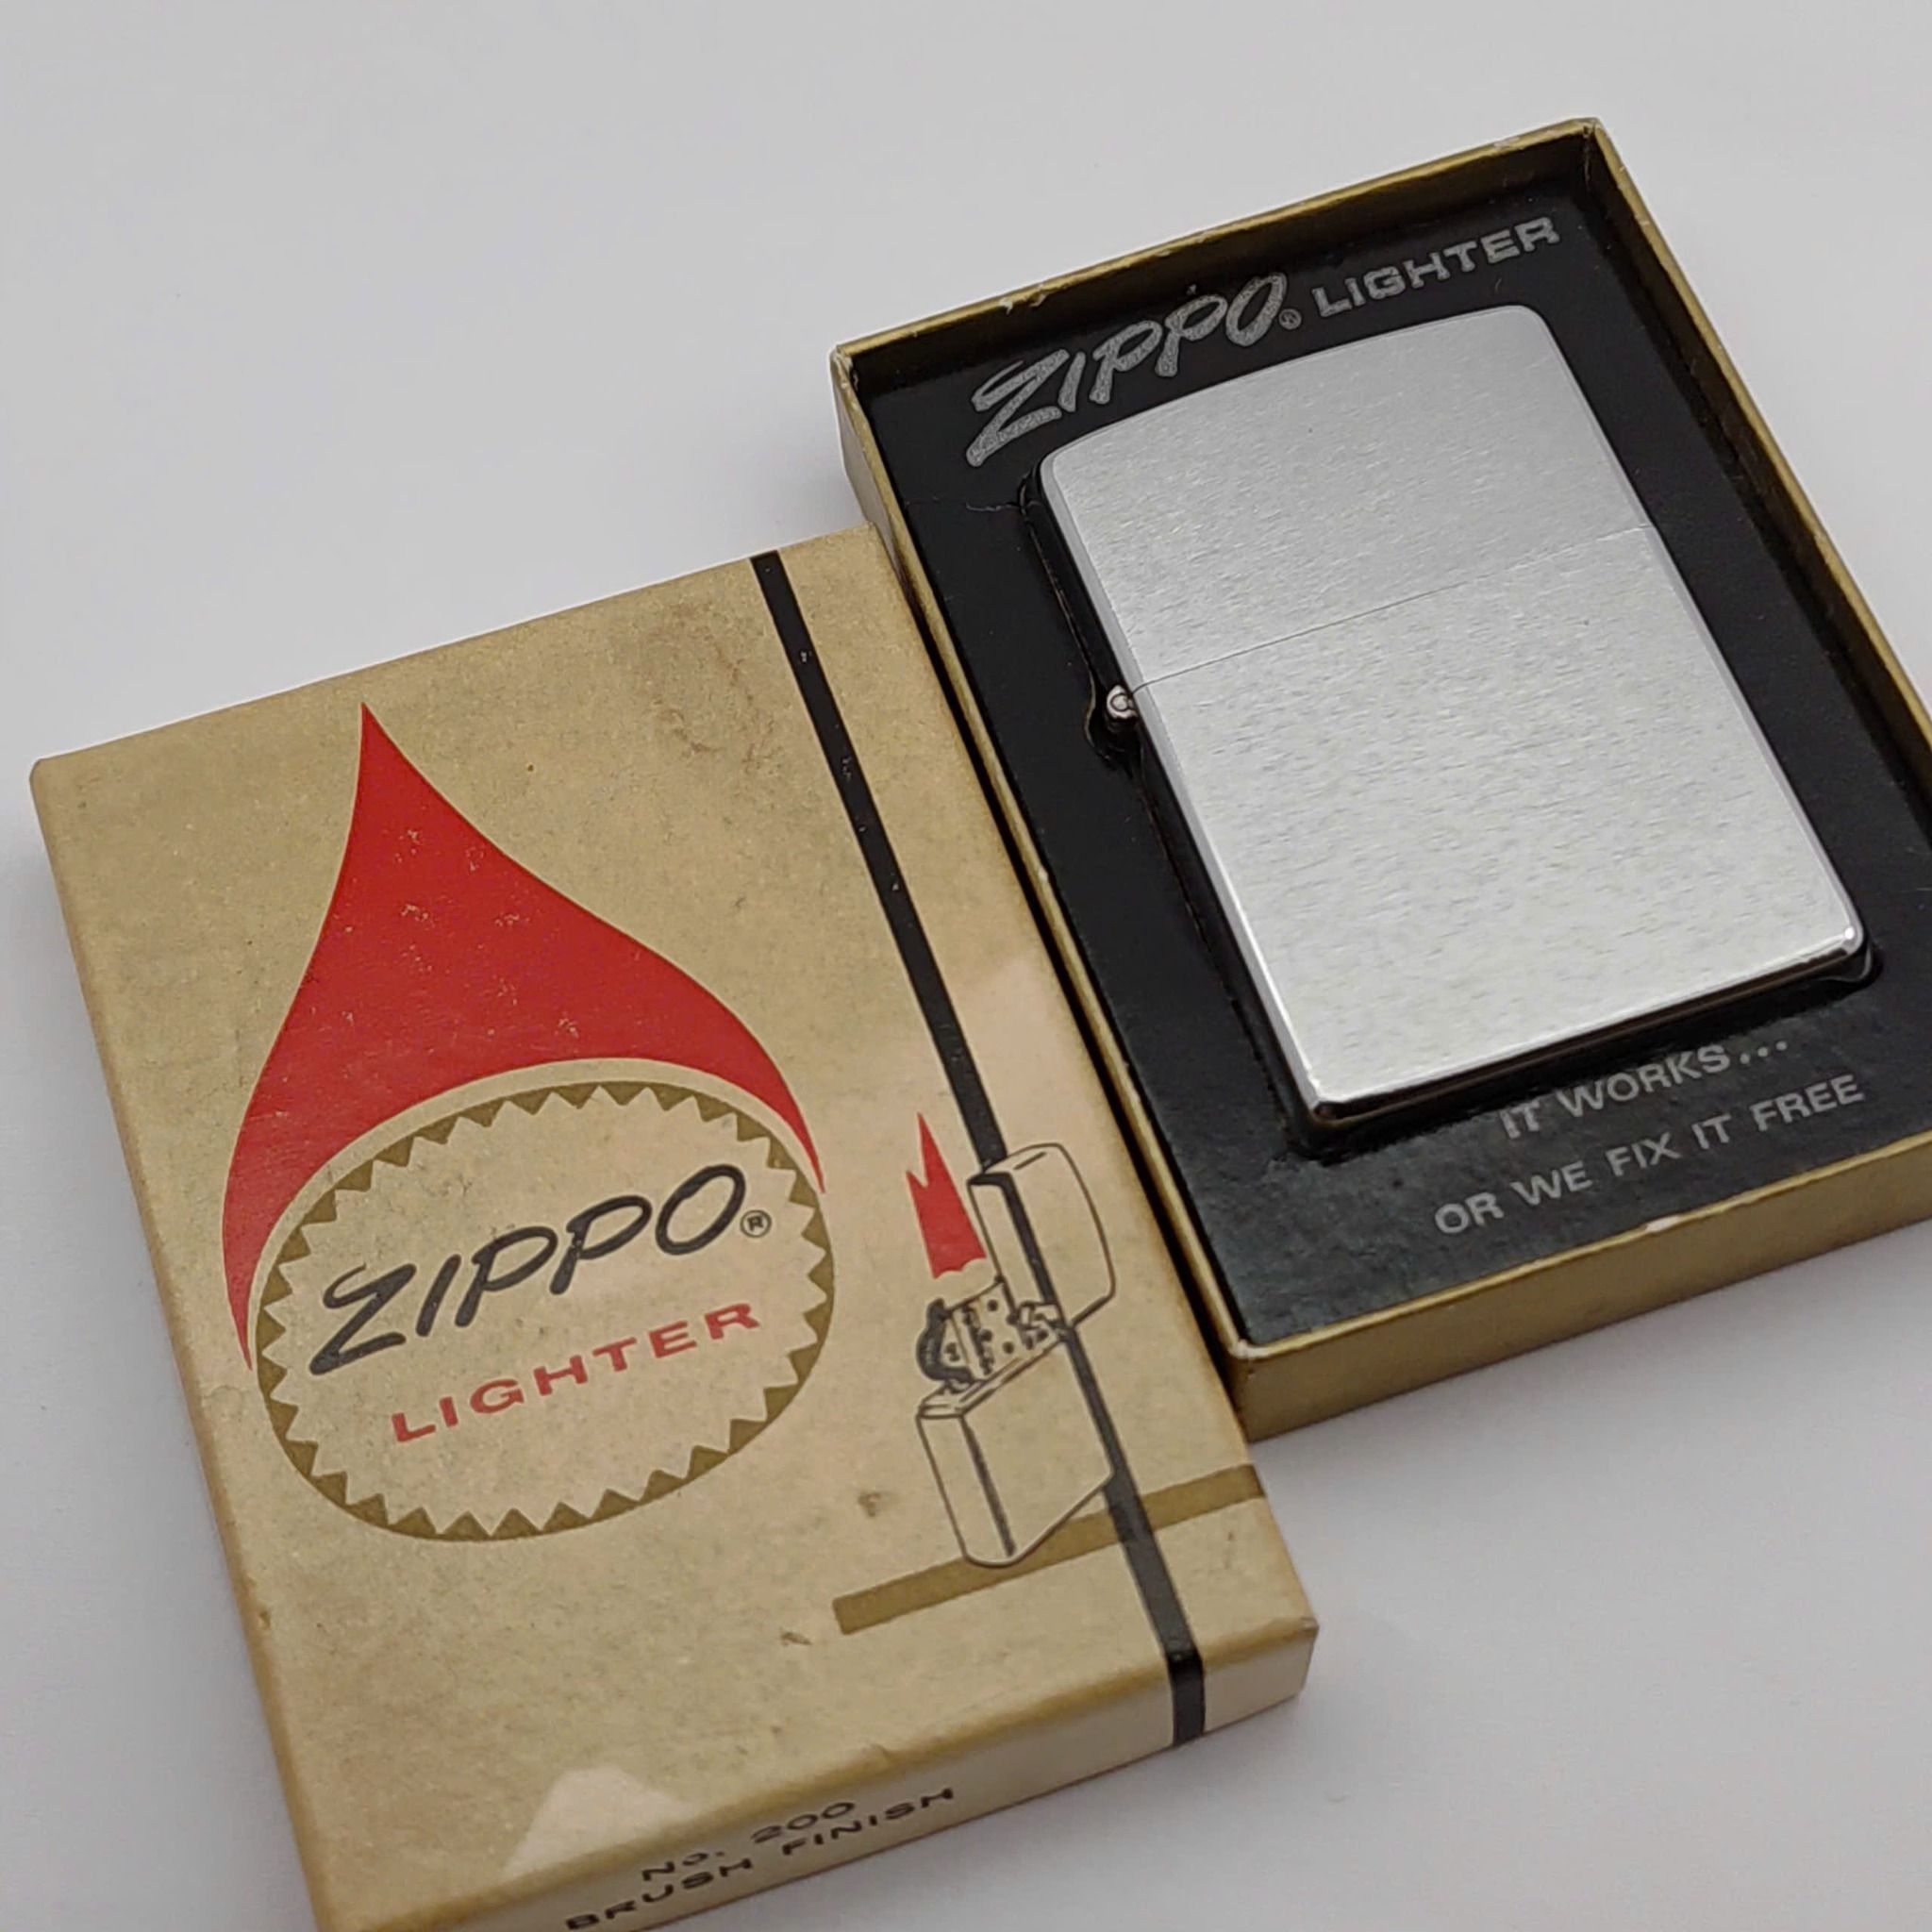 ZIPPO® LIGHTER
IT WORKS...
OR WE FIX IT FREE
ZIPPO®
LIGHTER
No. 200
BRUSH FINISH